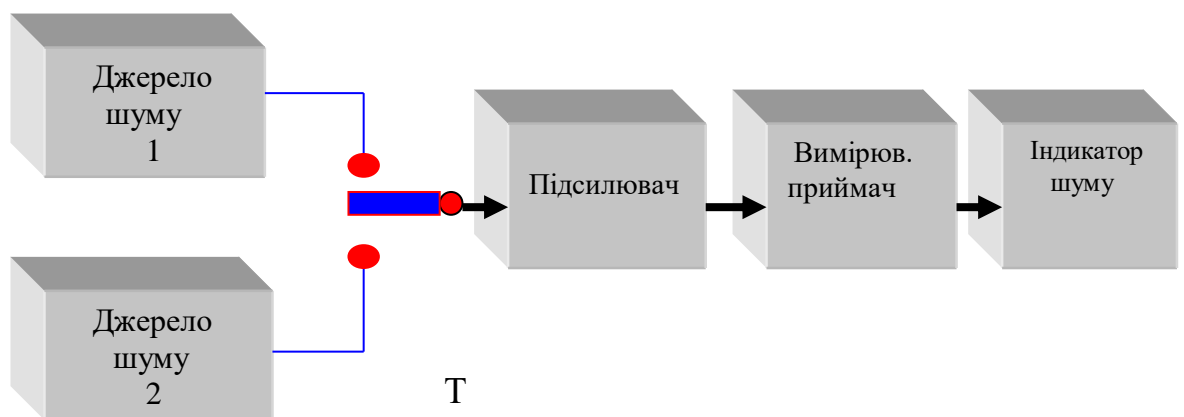 Джерело
шуму
1
Підсилювач
Вимірюв.
приймач
Індикатор
шуму
Джерело
шуму
2
Т